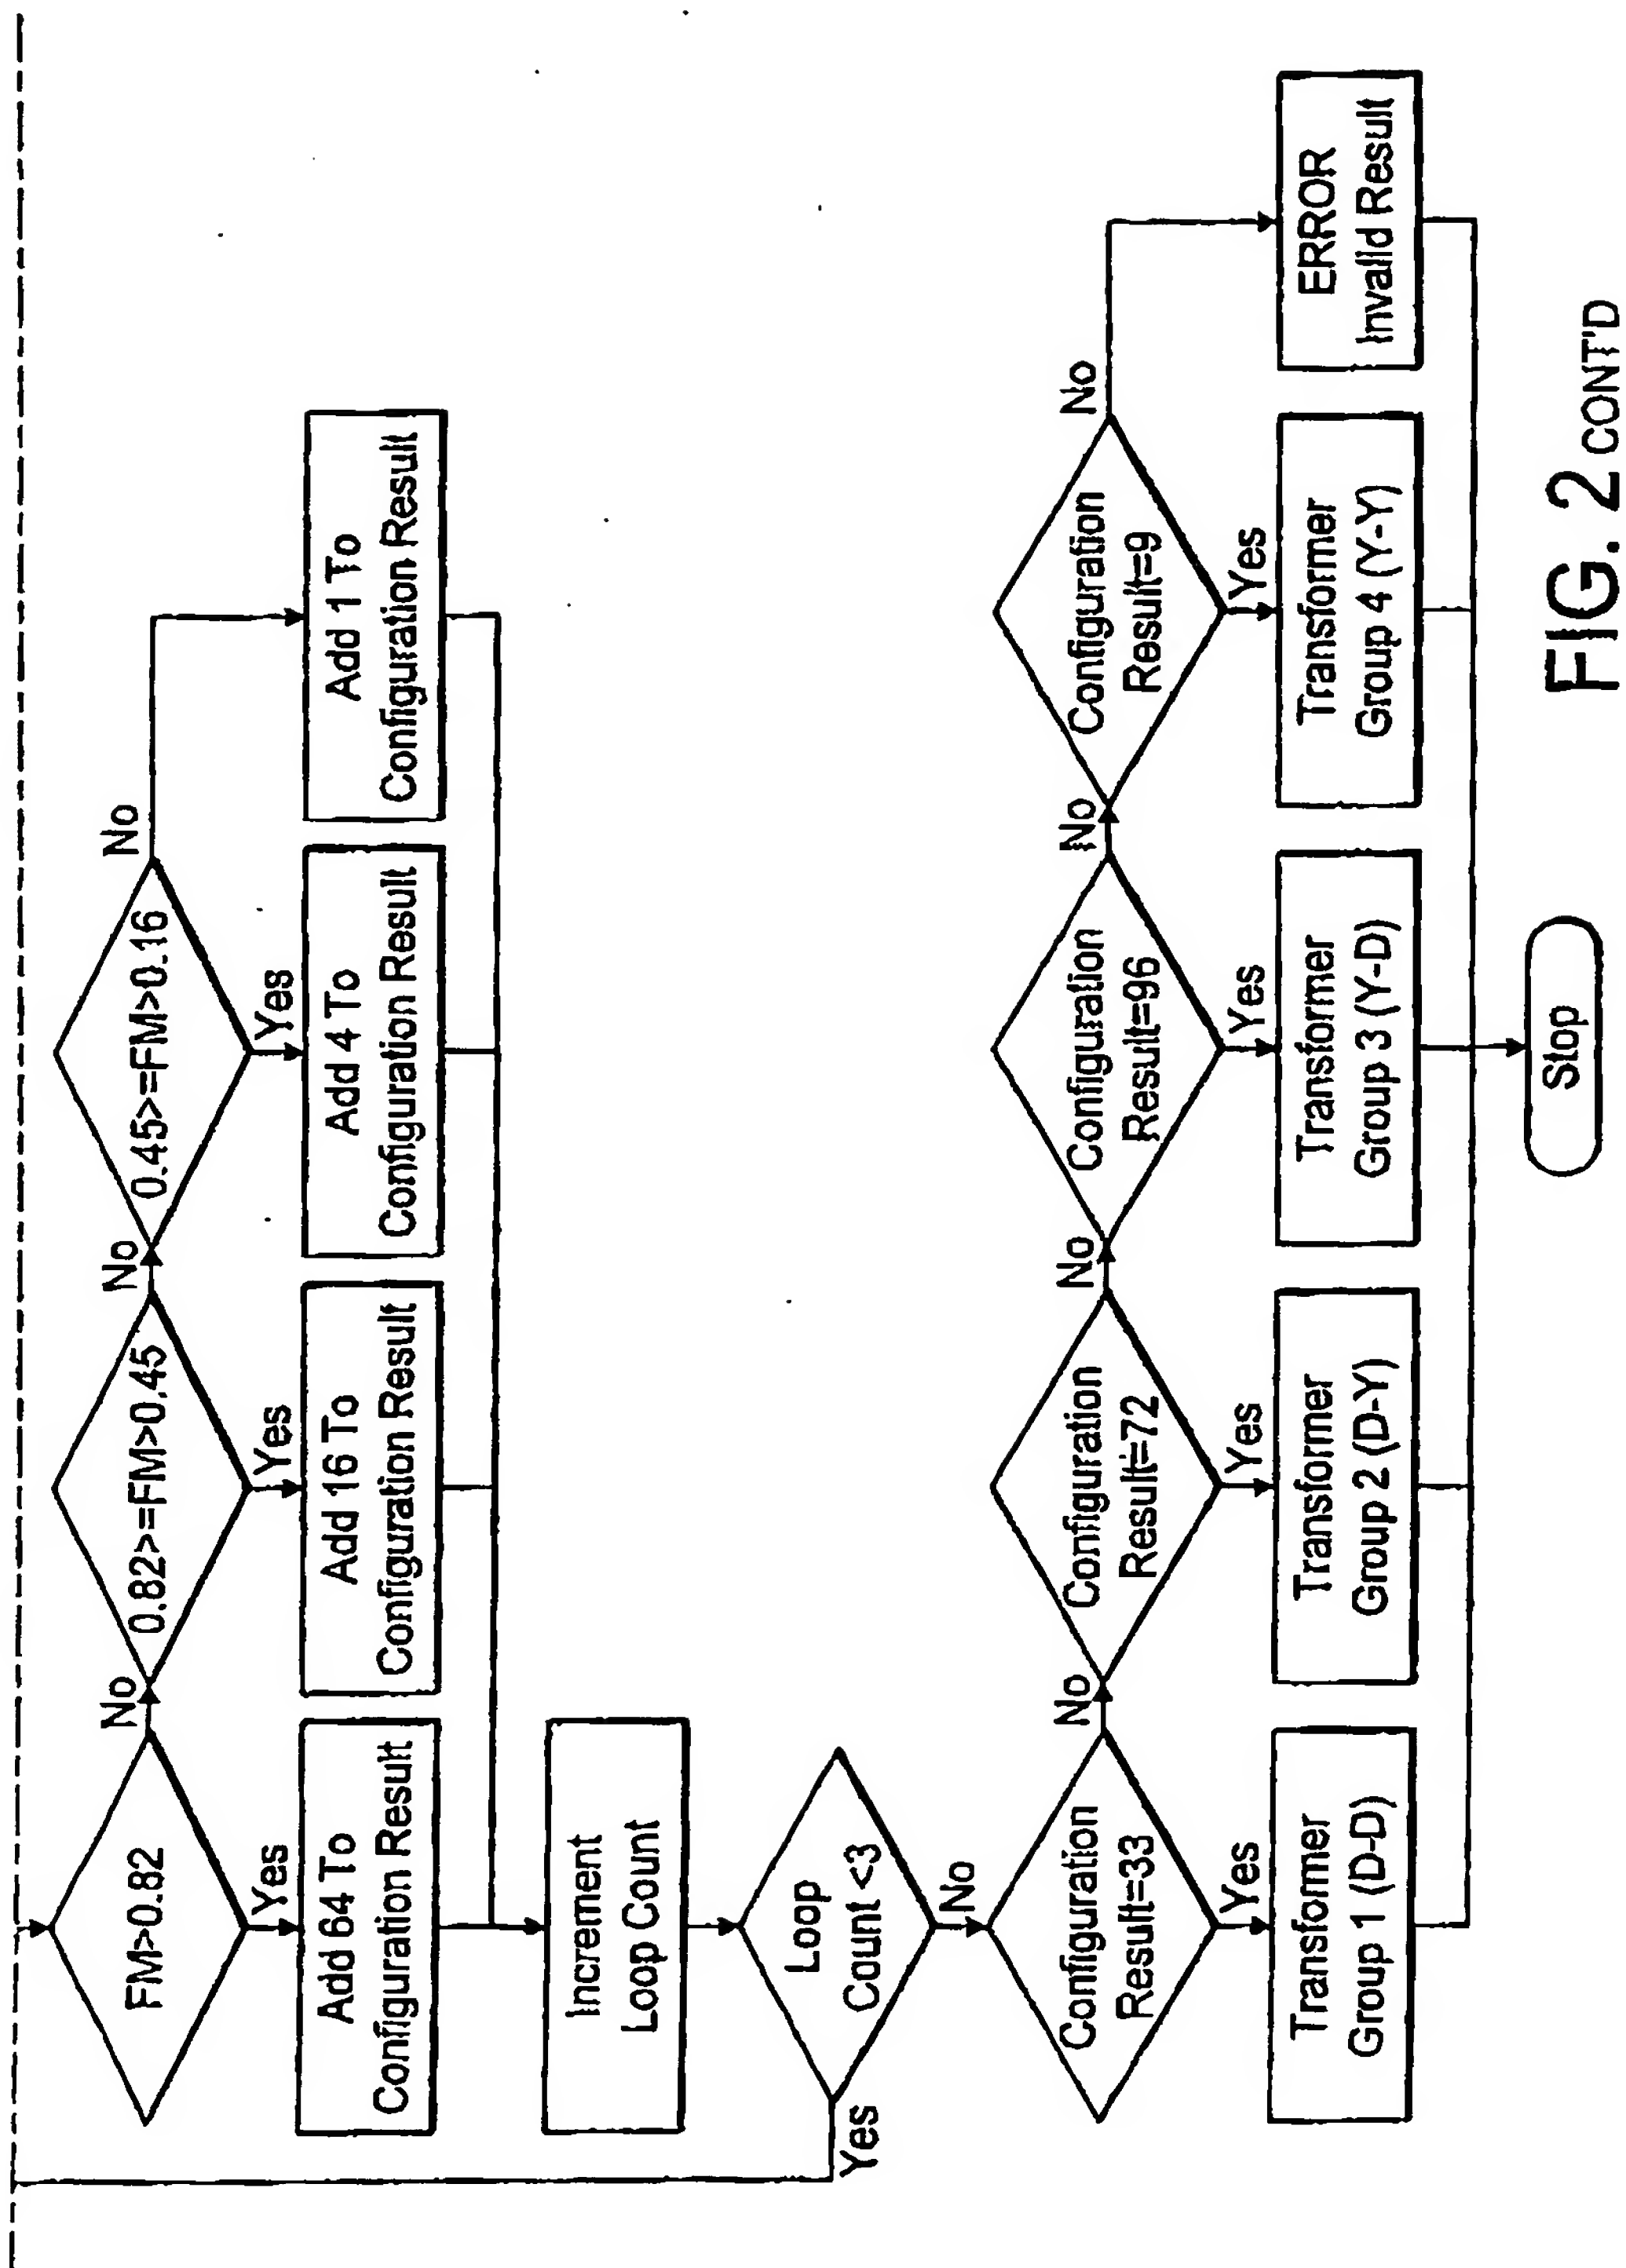 FM>0.82
No
0.82>=FM>0.45
No
0.45>=FM>0.16
No
Yes
Yes
Yes
Add 64 To
Configuration Result
Add 16 To
Configuration Result
Add 4 To
Configuration Result
Add 1 To
Configuration Result
Increment
Loop Count
Loop
Count <3
Yes
No
Configuration
Result=33
No
Configuration
Result=72
No
Configuration
Result=96
No
Configuration
Result=9
No
Yes
Yes
Yes
Yes
Transformer
Group 1 (D-D)
Transformer
Group 2 (D-Y)
Transformer
Group 3 (Y-D)
Transformer
Group 4 (Y-Y)
ERROR
Invalid Result
Stop
FIG. 2 CONT'D